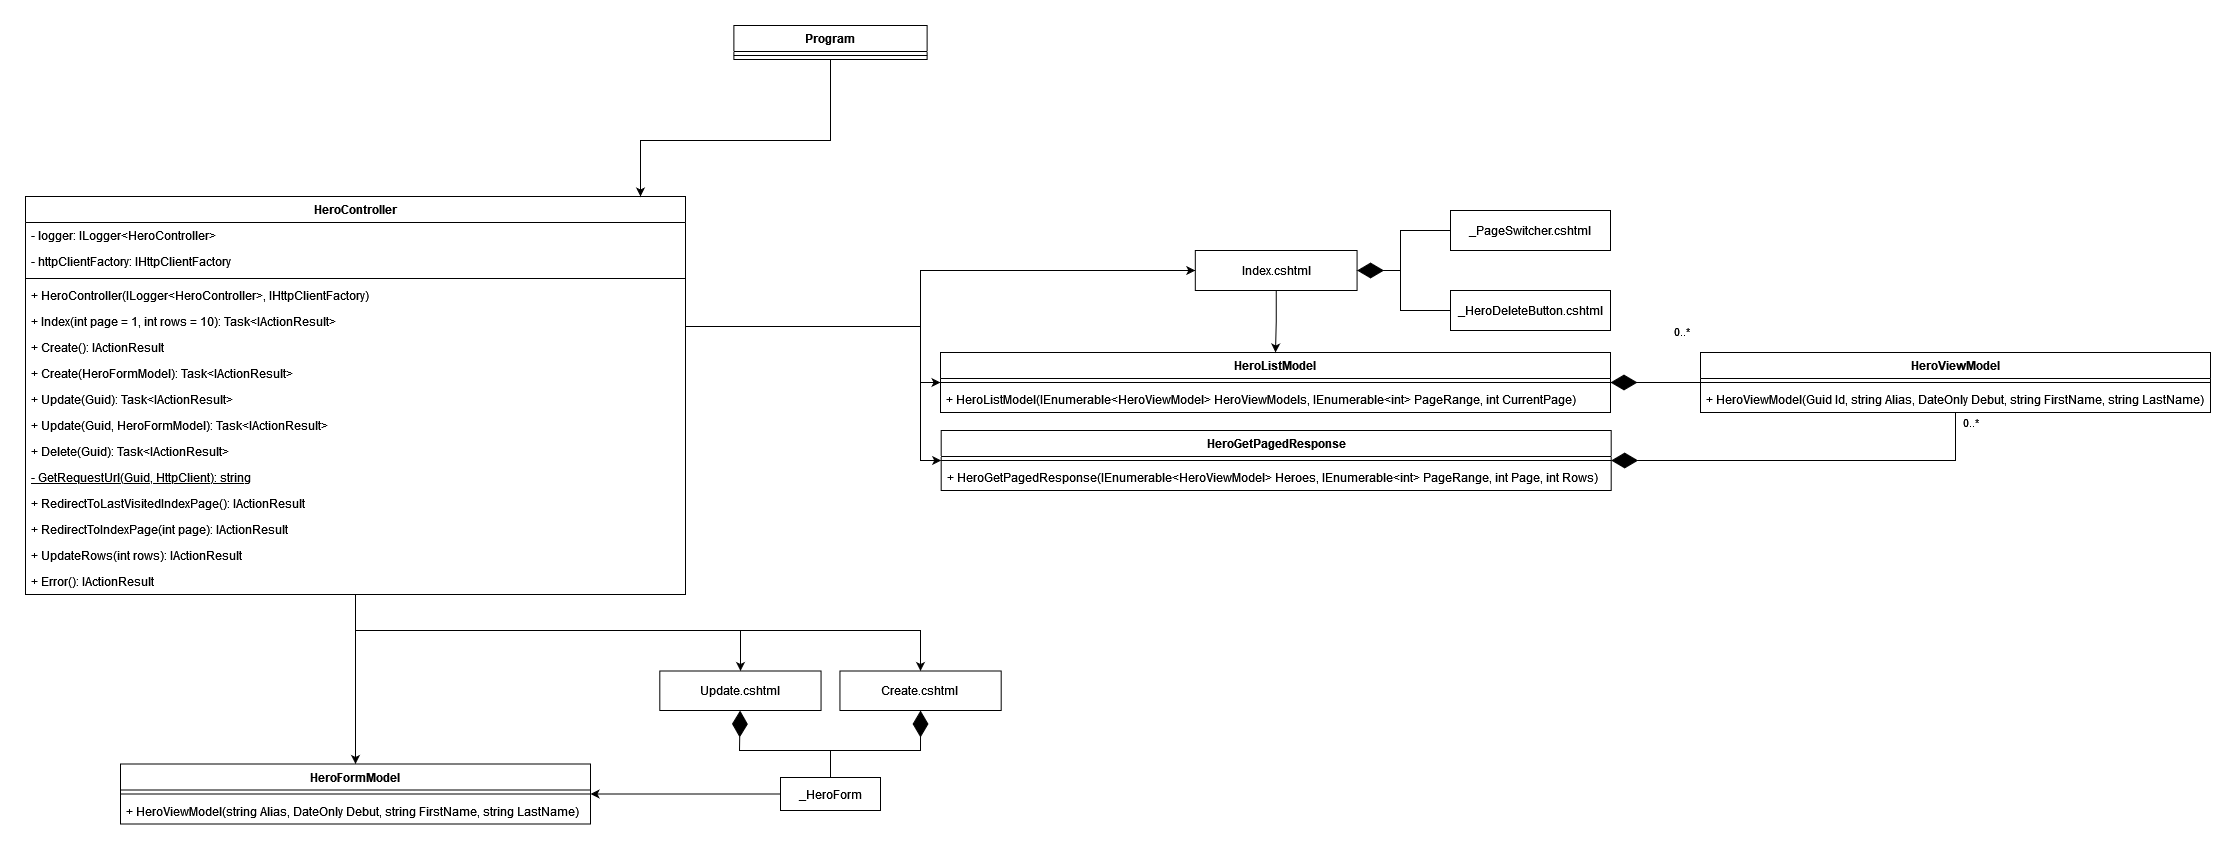 Program
HeroController
- logger: ILogger<HeroController>
- httpClientFactory: IHttpClientFactory
+ HeroController(ILogger<HeroController>, IHttpClientFactory)
+ Index(int page = 1, int rows = 10): Task<IActionResult>
+ Create(): IActionResult
+ Create(HeroFormModel): Task<IActionResult>
+ Update(Guid): Task<IActionResult>
+ Update(Guid, HeroFormModel): Task<IActionResult>
+ Delete(Guid): Task<IActionResult>
- GetRequestUrl(Guid, HttpClient): string
+ RedirectToLastVisitedIndexPage(): IActionResult
+ RedirectToIndexPage(int page): IActionResult
+ UpdateRows(int rows): IActionResult
+ Error(): IActionResult
_PageSwitcher.cshtml
Index.cshtml
_HeroDeleteButton.cshtml
0..*
HeroListModel
+ HeroListModel(IEnumerable<HeroViewModel> HeroViewModels, IEnumerable<int> PageRange, int CurrentPage)
HeroViewModel
+ HeroViewModel(Guid Id, string Alias, DateOnly Debut, string FirstName, string LastName)
0..*
HeroGetPagedResponse
+ HeroGetPagedResponse(IEnumerable<HeroViewModel> Heroes, IEnumerable<int> PageRange, int Page, int Rows)
Update.cshtml
Create.cshtml
HeroFormModel
+ HeroViewModel(string Alias, DateOnly Debut, string FirstName, string LastName)
_HeroForm